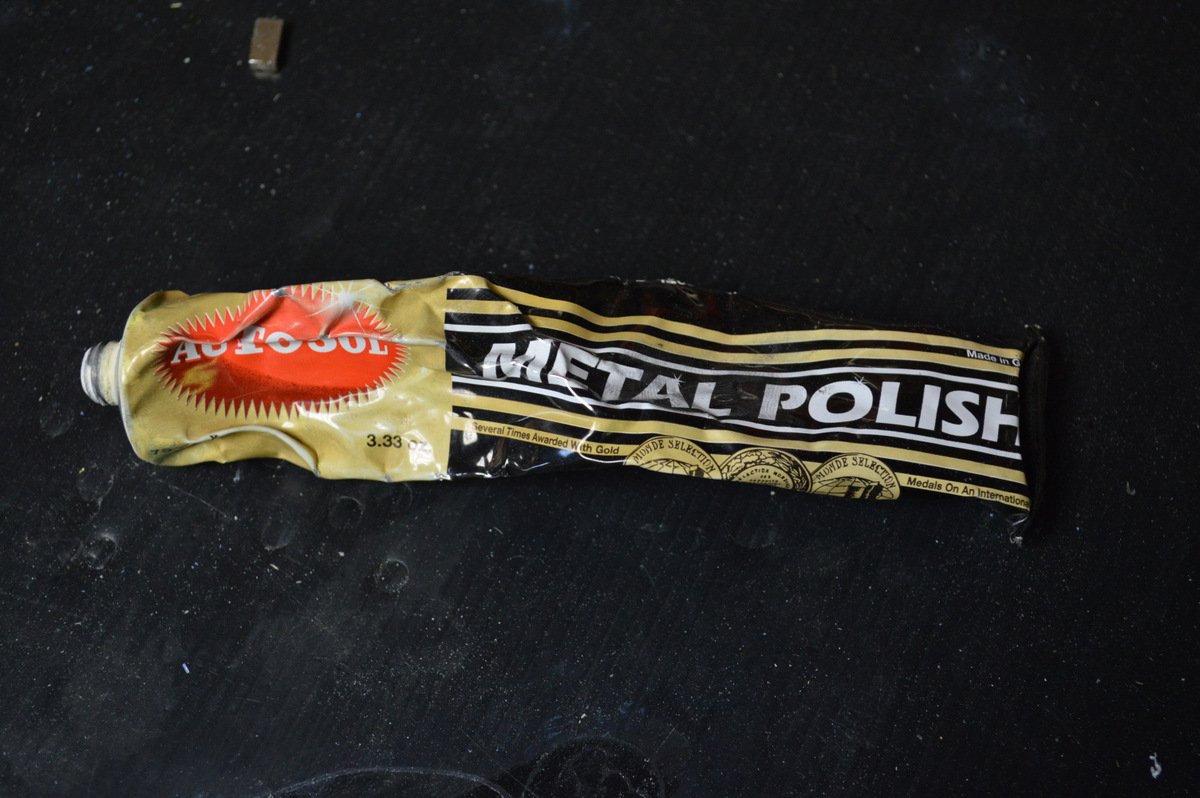 AUTOSOL
3.33 oz
METAL POLISH
Made in G
Several Times Awarded With Gold
MONDE SELECTION
MONDE SELECTION
Medals On An International